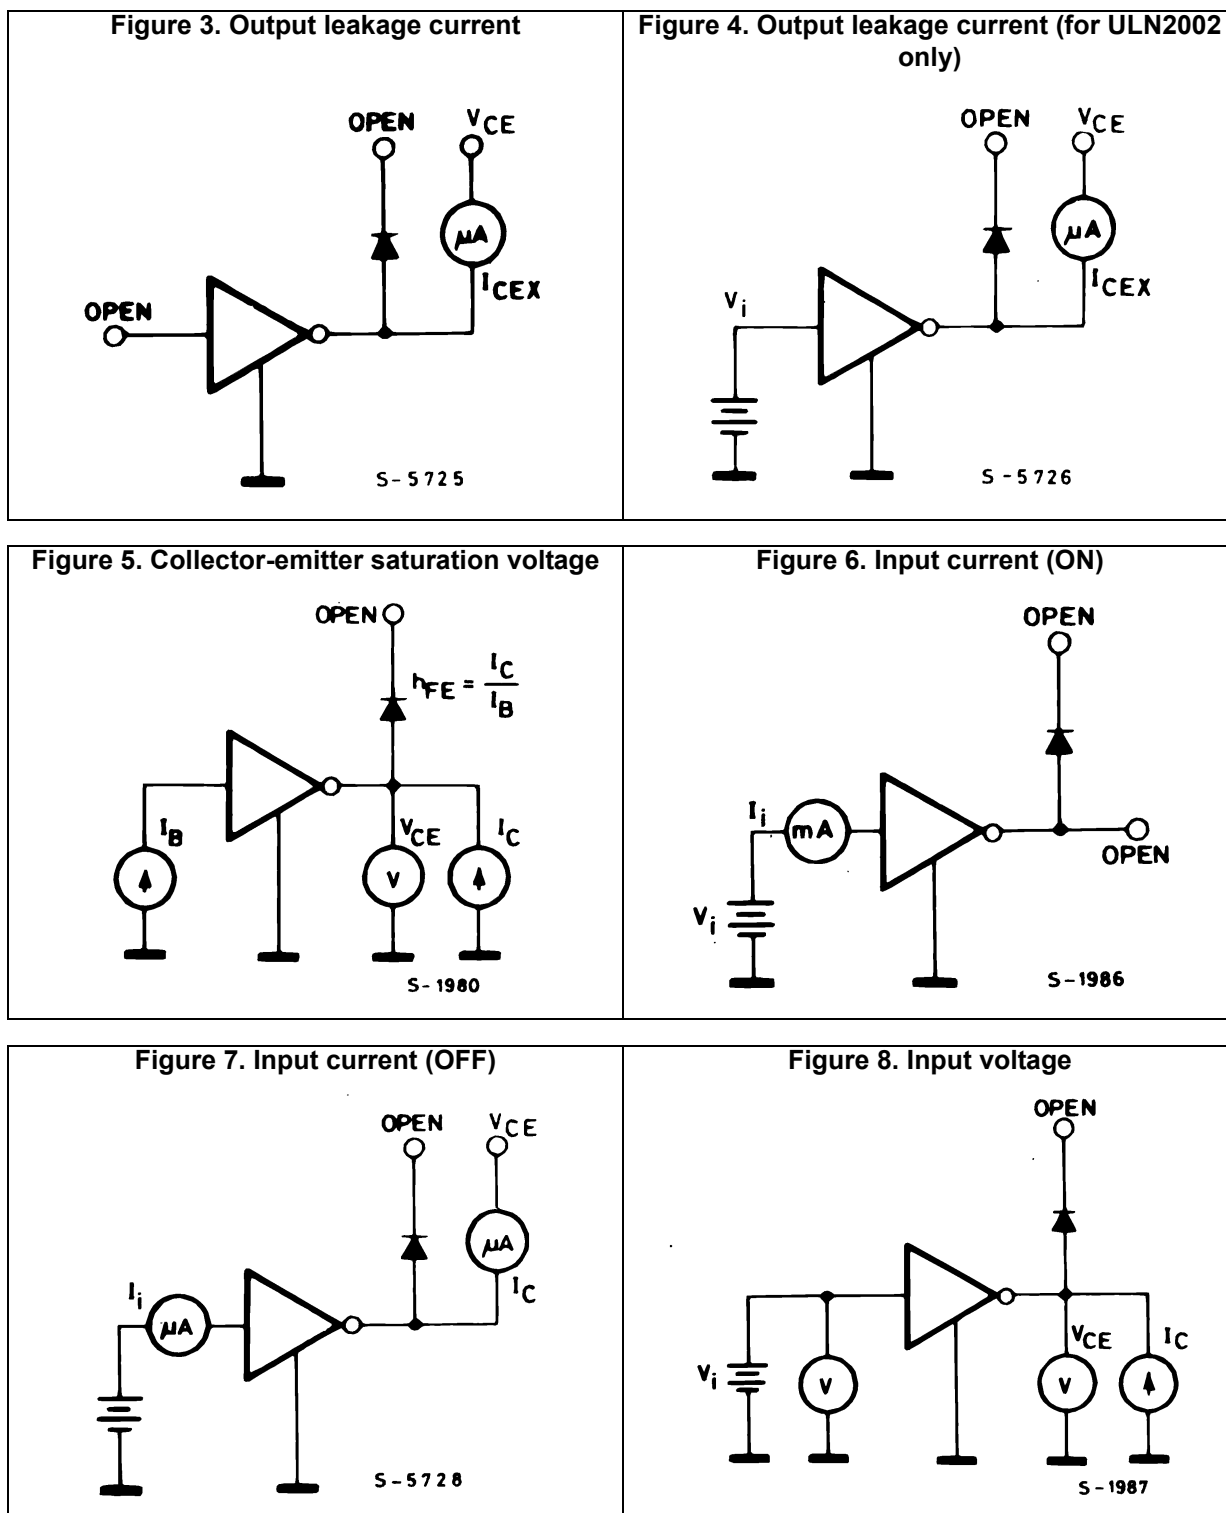 Figure 3. Output leakage current
OPEN
VCE
μA
ICEX
OPEN
S-5725
Figure 4. Output leakage current (for ULN2002
only)
OPEN
VCE
μA
ICEX
Vi
S-5726
Figure 5. Collector-emitter saturation voltage
OPEN
hFE = IC
IB
IB
VCE
IC
V
S-1980
Figure 6. Input current (ON)
OPEN
Ii
mA
OPEN
Vi
S-1986
Figure 7. Input current (OFF)
OPEN
VCE
μA
IC
Ii
μA
S-5728
Figure 8. Input voltage
OPEN
VCE
IC
Vi
V
V
S-1987